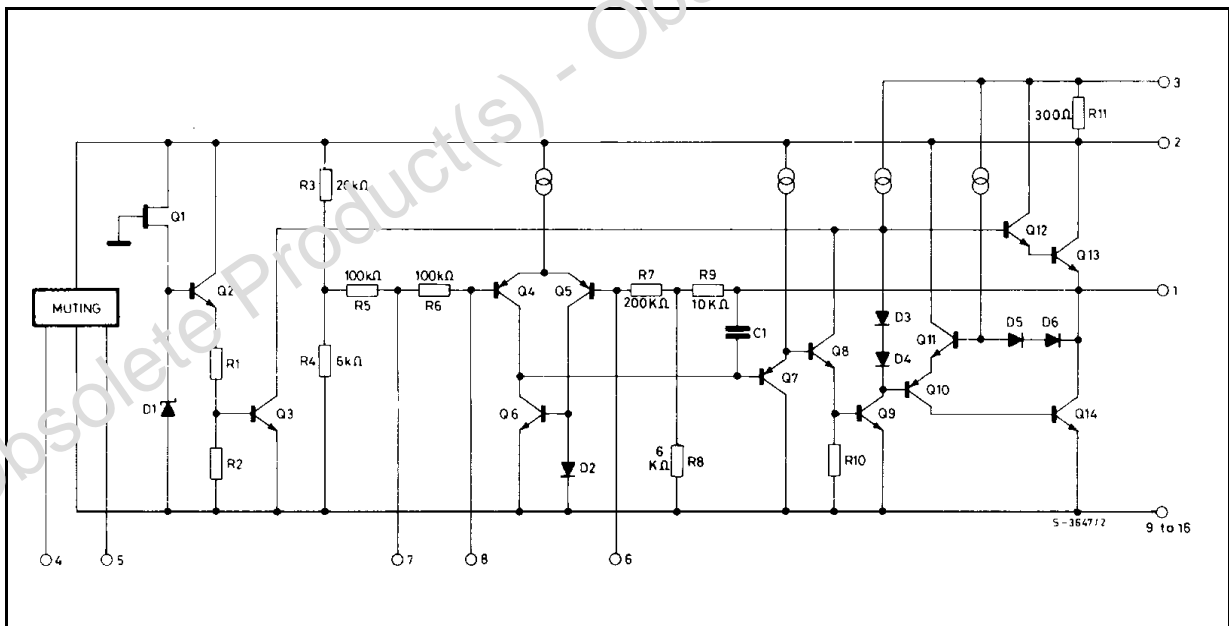 Obsolete Product(s) - Obs
3
300Ω R11
2
R3
Q1
Q12
Q13
Q2
100kΩ
R5
100kΩ
R6
Q4
Q5
R7
200KΩ
R9
10KΩ
1
MUTING
C1
D3
D5
D6
Q11
R1
R4
6kΩ
Q8
D4
Q7
Q10
D1
Q3
Q6
Q9
Q14
R2
D2
6
KΩ
R8
R10
S-3647/2
9 to 16
4
5
7
8
6